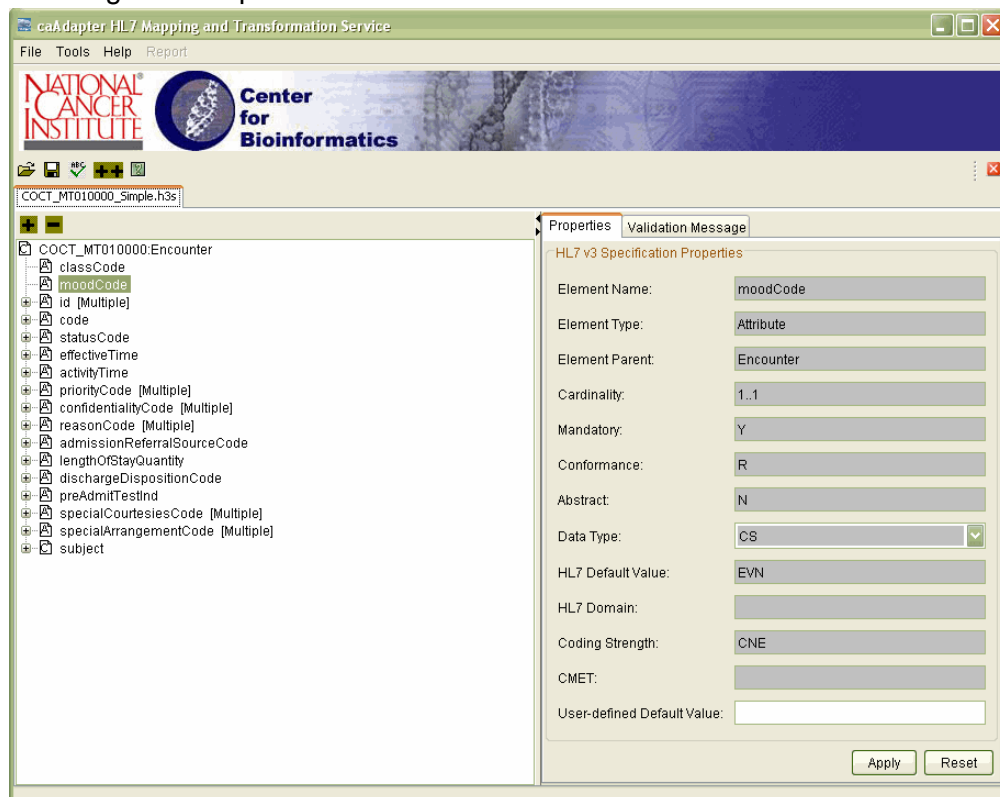 caAdapter HL7 Mapping and Transformation Service
File Tools Help Report
NATIONAL
CANCER
INSTITUTE
Center
for
Bioinformatics
ABC
COCT_MT010000_Simple.h3s
COCT_MT010000:Encounter
classCode
moodCode
id [Multiple]
code
statusCode
effectiveTime
activityTime
priorityCode [Multiple]
confidentialityCode [Multiple]
reasonCode [Multiple]
admissionReferralSourceCode
lengthOfStayQuantity
dischargeDispositionCode
preAdmitTestInd
specialCourtesiesCode [Multiple]
specialArrangementCode [Multiple]
subject
Properties Validation Message
HL7 v3 Specification Properties
Element Name: moodCode
Element Type: Attribute
Element Parent: Encounter
Cardinality: 1..1
Mandatory: Y
Conformance: R
Abstract: N
Data Type: CS
HL7 Default Value: EVN
HL7 Domain:
Coding Strength: CNE
CMET:
User-defined Default Value:
Apply Reset